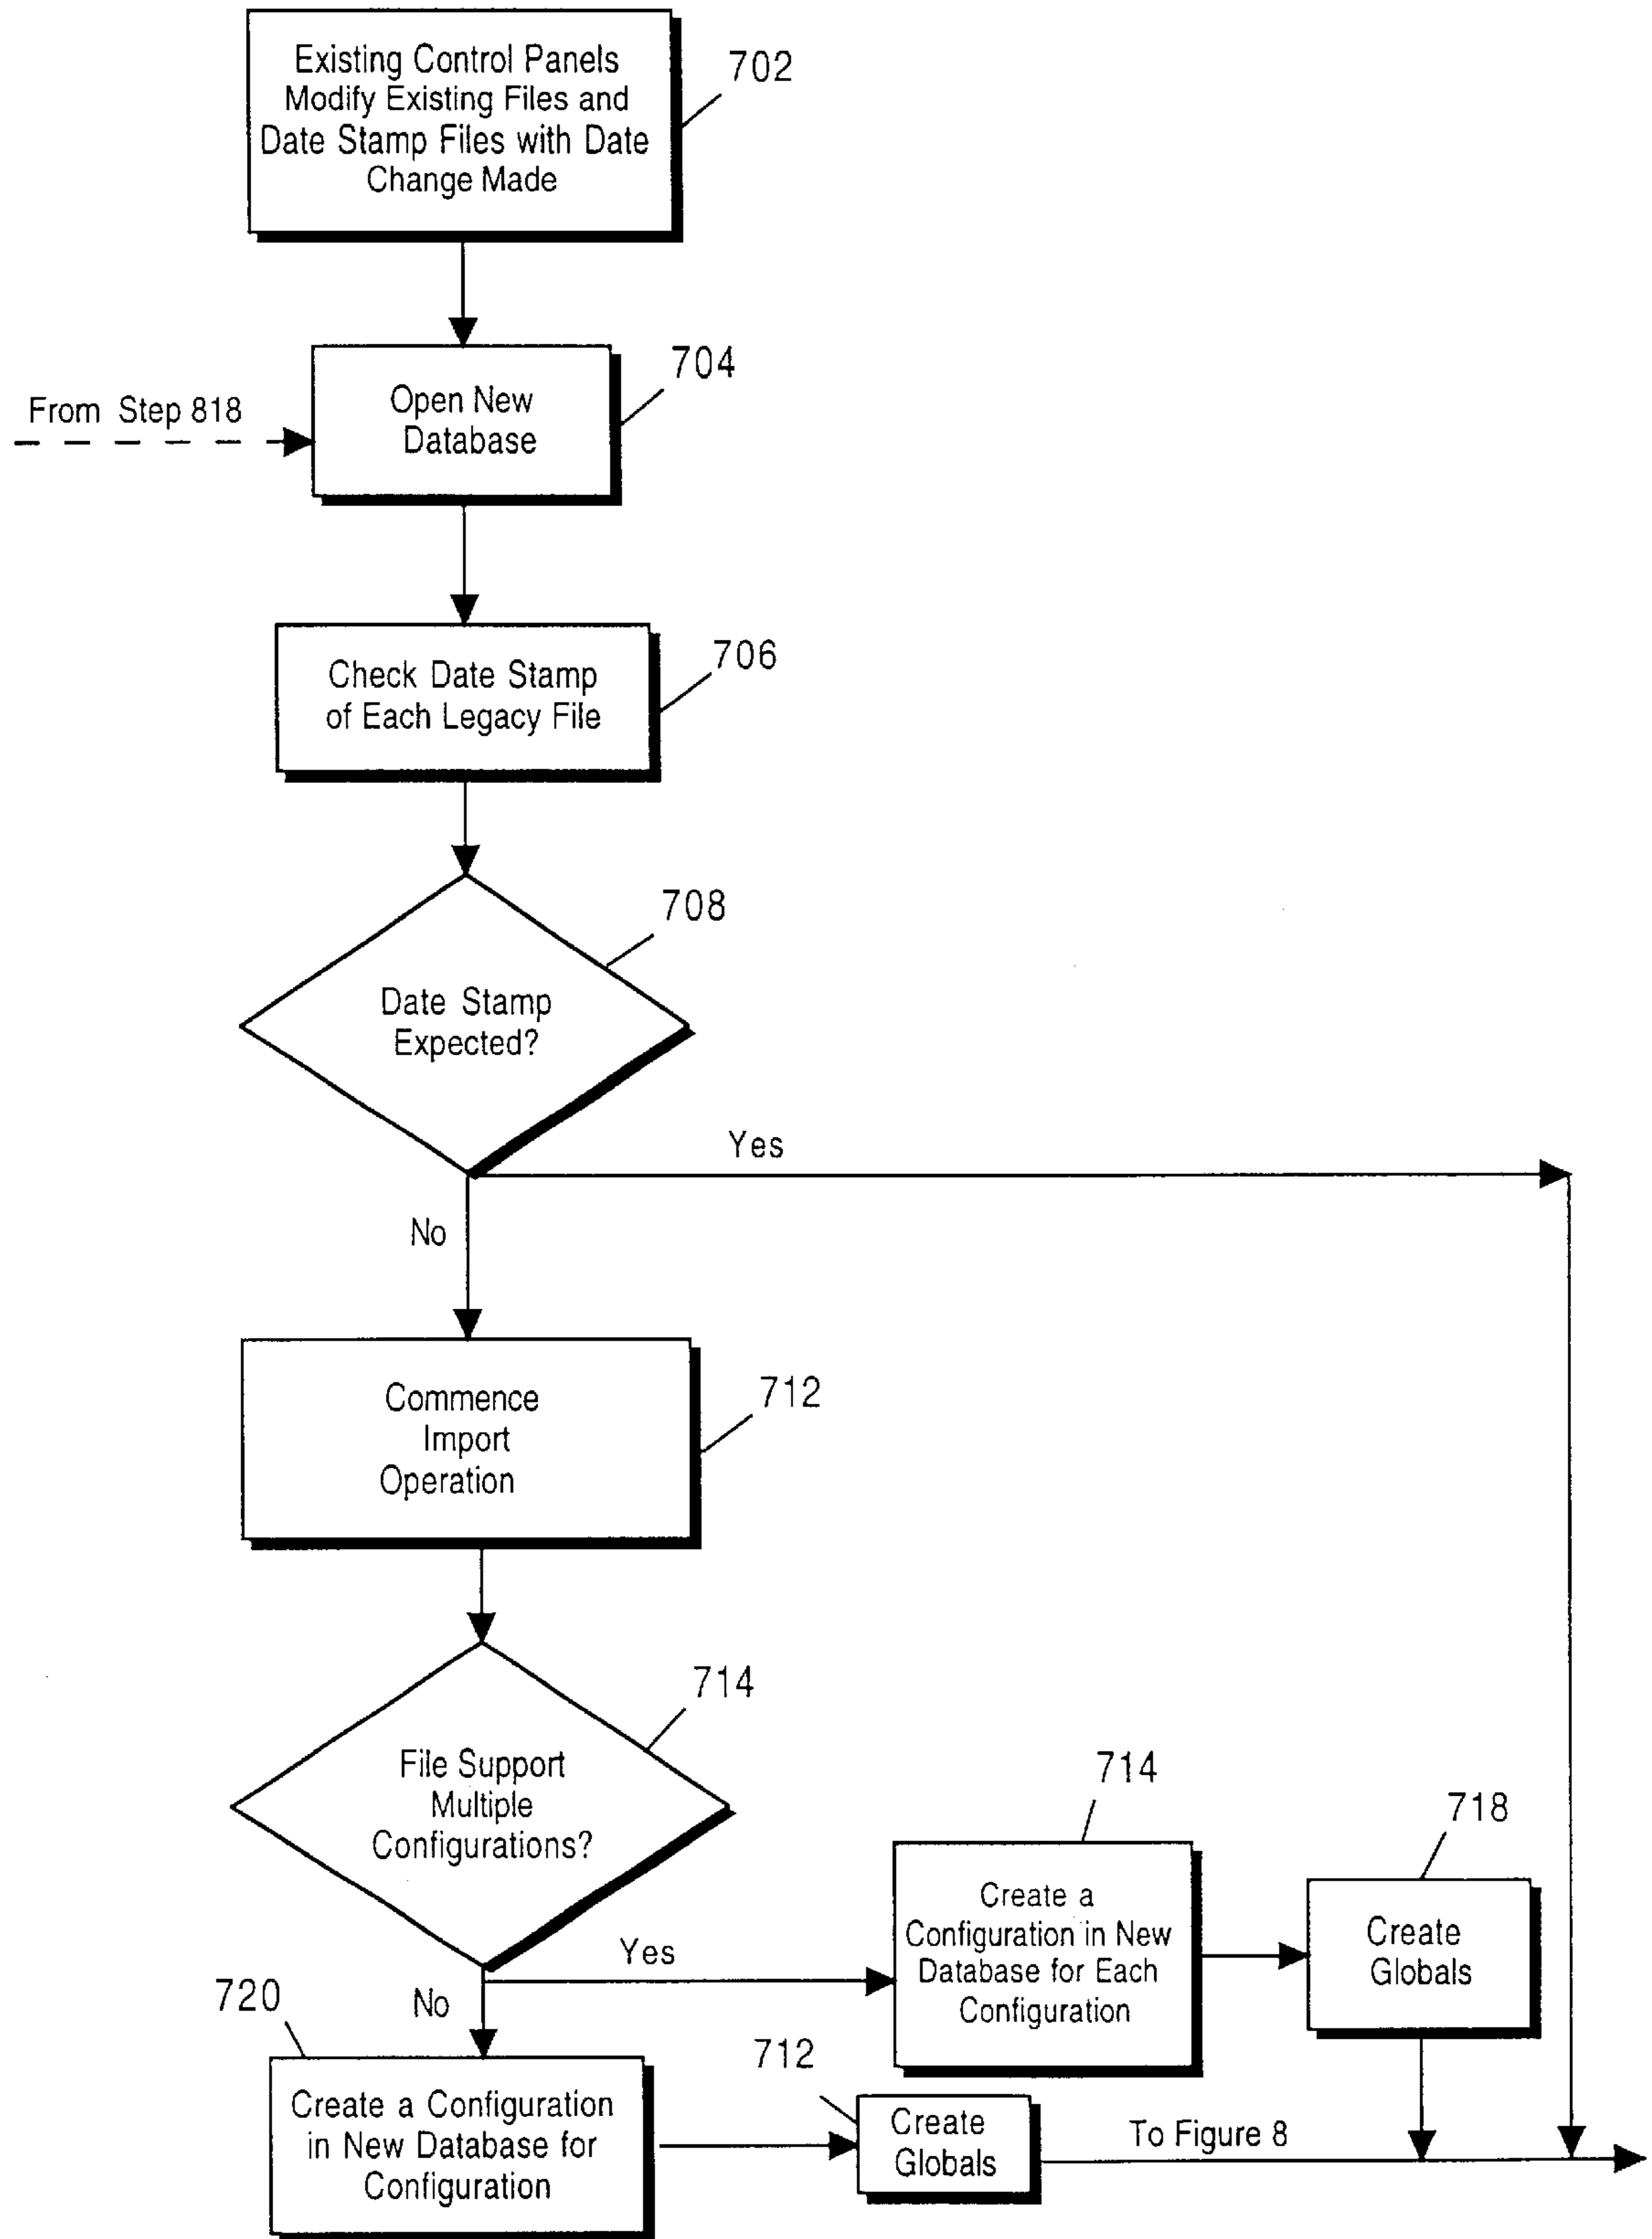 Existing Control Panels
Modify Existing Files and
Date Stamp Files with Date
Change Made
702
704
From Step 818
Open New
Database
706
Check Date Stamp
of Each Legacy File
708
Date Stamp
Expected?
Yes
No
712
Commence
Import
Operation
714
File Support
Multiple
Configurations?
714
718
Create a
Configuration in New
Database for Each
Configuration
Create
Globals
Yes
No
720
712
Create a Configuration
in New Database for
Configuration
Create
Globals
To Figure 8